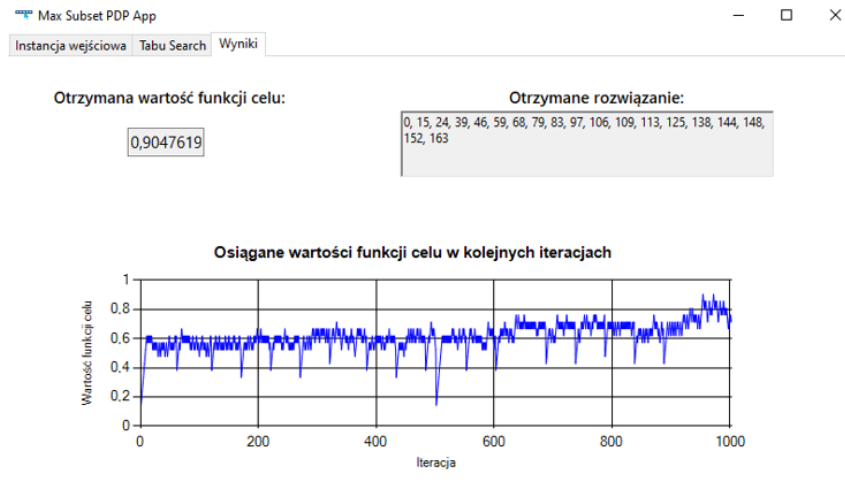 Max Subset PDP App
Instancja wejściowa Tabu Search Wyniki
Otrzymana wartość funkcji celu:
0,9047619
Otrzymane rozwiązanie:
0, 15, 24, 39, 46, 59, 68, 79, 83, 97, 106, 109, 113, 125, 138, 144, 148,
152, 163
Osiągane wartości funkcji celu w kolejnych iteracjach
Wartość funkcji celu
1
0,8
0,6
0,4
0,2
0
0 200 400 600 800 1000
Iteracja